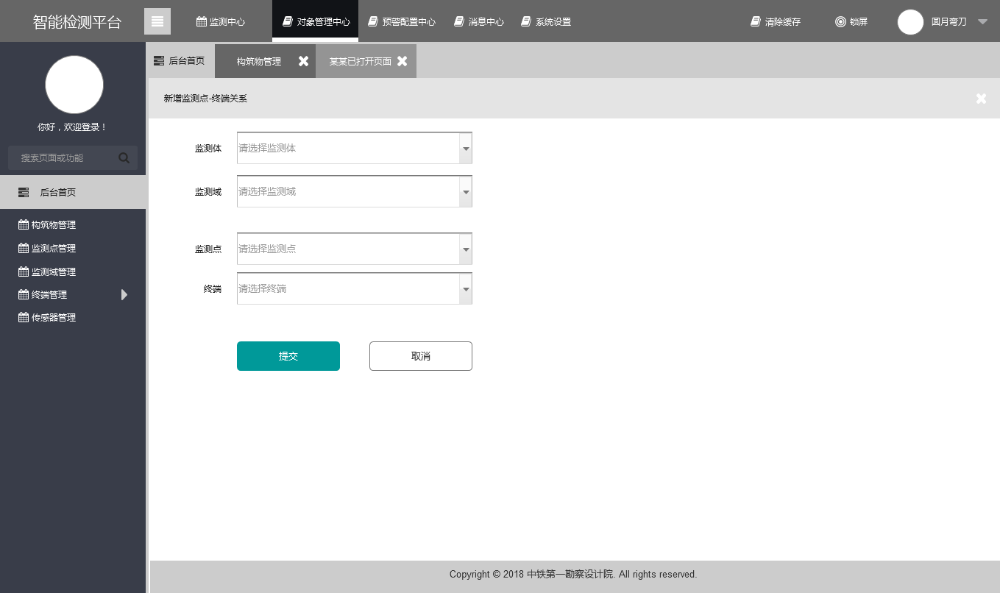 智能检测平台 监测中心 对象管理中心 预警配置中心 消息中心 系统设置 清除缓存 锁屏 圆月弯刀
后台首页 构筑物管理 某某已打开页面
新增监测点-终端关系
你好，欢迎登录！
搜索页面或功能
后台首页
构筑物管理
监测点管理
监测域管理
终端管理
传感器管理
监测体 请选择监测体
监测域 请选择监测域
监测点 请选择监测点
终端 请选择终端
提交 取消
Copyright © 2018 中铁第一勘察设计院. All rights reserved.